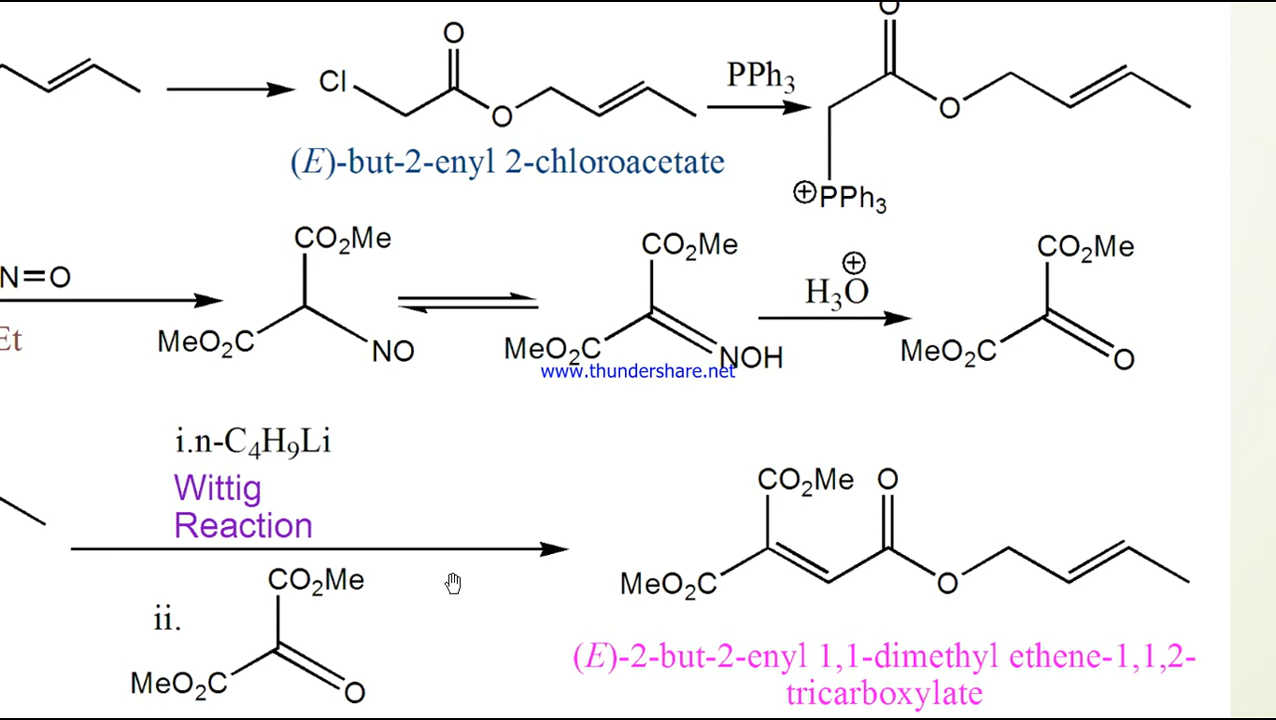 O
O
Cl
O
PPh3
O
(E)-but-2-enyl 2-chloroacetate
⊕PPh3
N=O
Et
CO2Me
MeO2C
NO
CO2Me
MeO2C
NOH
⊕
H3O
CO2Me
MeO2C
O
www.thundershare.net
i.n-C4H9Li
Wittig
Reaction
ii.
CO2Me
MeO2C
O
CO2Me
O
MeO2C
O
(E)-2-but-2-enyl 1,1-dimethyl ethene-1,1,2-
tricarboxylate